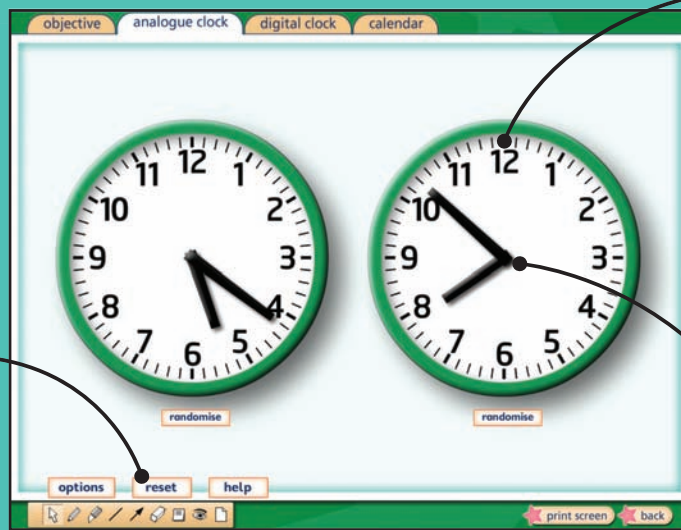 objective analogue clock digital clock calendar
12
11 1
10 2
9 3
8 4
7 5
6
randomise
12
11 1
10 2
9 3
8 4
7 5
6
randomise
options reset help
print screen back